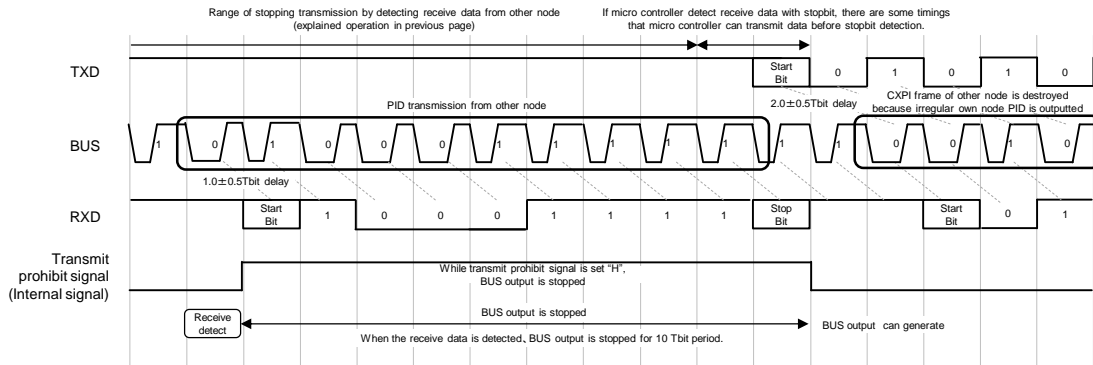 Range of stopping transmission by detecting receive data from other node
(explained operation in previous page)
If micro controller detect receive data with stopbit, there are some timings
that micro controller can transmit data before stopbit detection.
TXD
Start
Bit
0 1 0 1 0
PID transmission from other node
2.0±0.5Tbit delay
CXPI frame of other node is destroyed
because irregular own node PID is outputted
BUS
1 0 1 0 0 0 1 1 1 1 1 1 1 0 0 1 0
1.0±0.5Tbit delay
RXD
Start
Bit
1 0 0 0 1 1 1 1
Stop
Bit
Start
Bit
0 1
Transmit
prohibit signal
(Internal signal)
While transmit prohibit signal is set "H",
BUS output is stopped
Receive
detect
BUS output is stopped
When the receive data is detected, BUS output is stopped for 10 Tbit period.
BUS output can generate